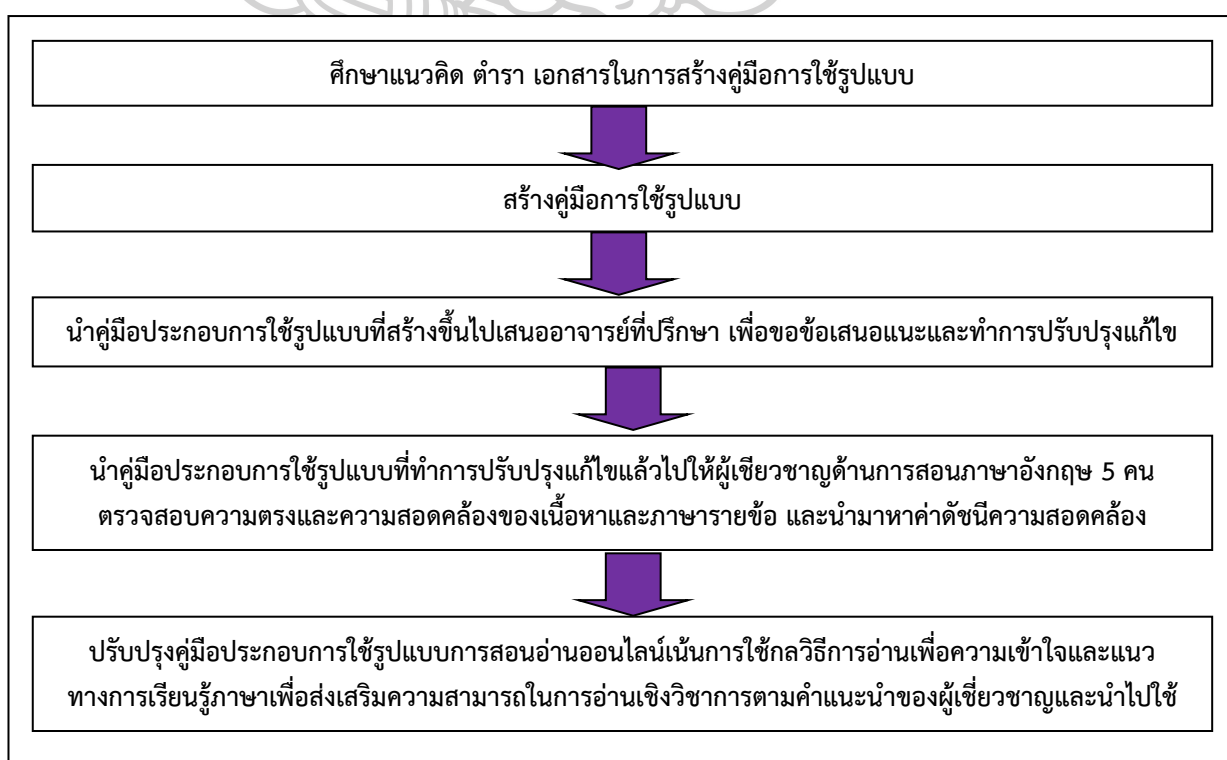 ศึกษาแนวคิด ตำรา เอกสารในการสร้างคู่มือการใช้รูปแบบ
สร้างคู่มือการใช้รูปแบบ
นำคู่มือประกอบการใช้รูปแบบที่สร้างขึ้นไปเสนออาจารย์ที่ปรึกษา เพื่อขอข้อเสนอแนะและทำการปรับปรุงแก้ไข
นำคู่มือประกอบการใช้รูปแบบที่ทำการปรับปรุงแก้ไขแล้วไปให้ผู้เชี่ยวชาญด้านการสอนภาษาอังกฤษ 5 คน
ตรวจสอบความตรงและความสอดคล้องของเนื้อหาและภาษารายข้อ และนำมาหาค่าดัชนีความสอดคล้อง
ปรับปรุงคู่มือประกอบการใช้รูปแบบการสอนอ่านออนไลน์เน้นการใช้กลวิธีการอ่านเพื่อความเข้าใจและแนว
ทางการเรียนรู้ภาษาเพื่อส่งเสริมความสามารถในการอ่านเชิงวิชาการตามคำแนะนำของผู้เชี่ยวชาญและนำไปใช้